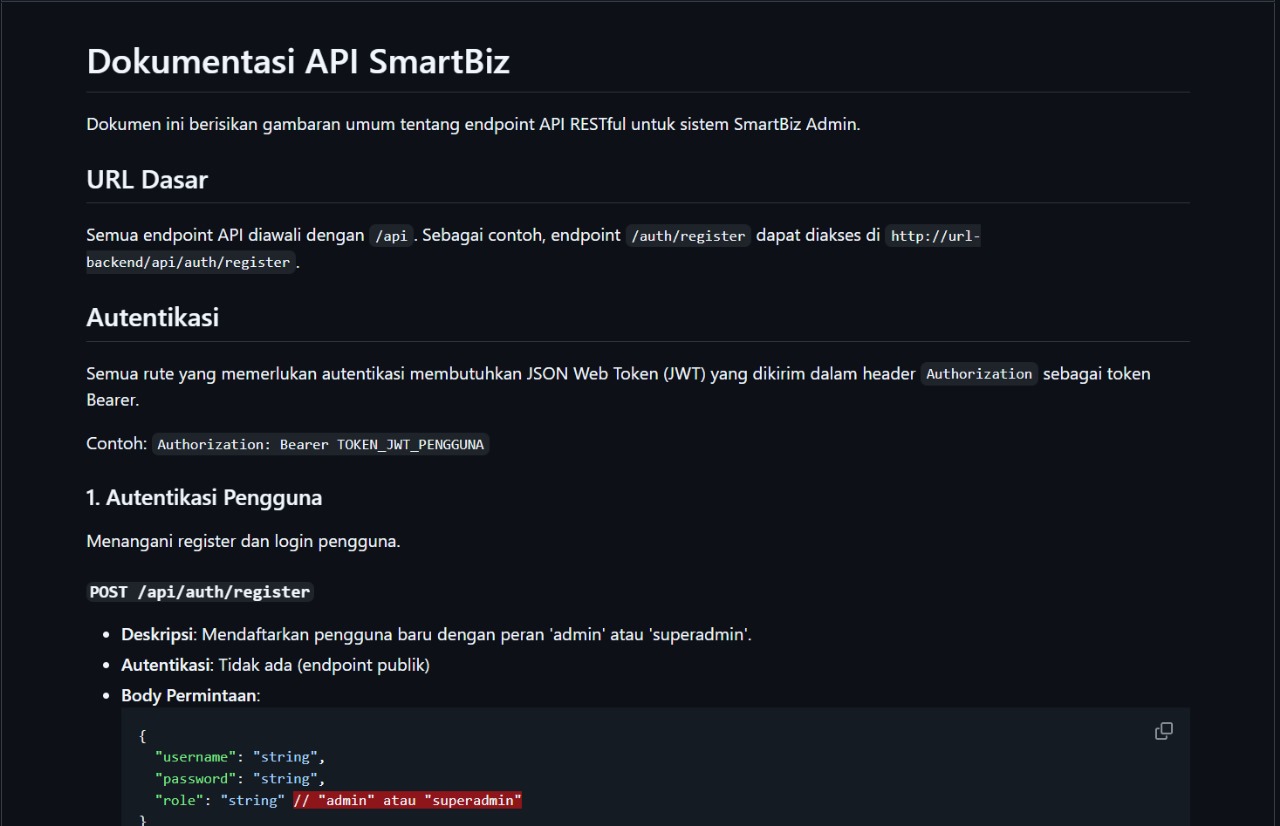 Dokumentasi API SmartBiz
Dokumen ini berisikan gambaran umum tentang endpoint API RESTful untuk sistem SmartBiz Admin.
URL Dasar
Semua endpoint API diawali dengan /api. Sebagai contoh, endpoint /auth/register dapat diakses di http://url-
backend/api/auth/register.
Autentikasi
Semua rute yang memerlukan autentikasi membutuhkan JSON Web Token (JWT) yang dikirim dalam header Authorization sebagai token
Bearer.
Contoh: Authorization: Bearer TOKEN_JWT_PENGGUNA
1. Autentikasi Pengguna
Menangani register dan login pengguna.
POST /api/auth/register
• Deskripsi: Mendaftarkan pengguna baru dengan peran 'admin' atau 'superadmin'.
• Autentikasi: Tidak ada (endpoint publik)
• Body Permintaan:
{
"username": "string",
"password": "string",
"role": "string" // "admin" atau "superadmin"
}